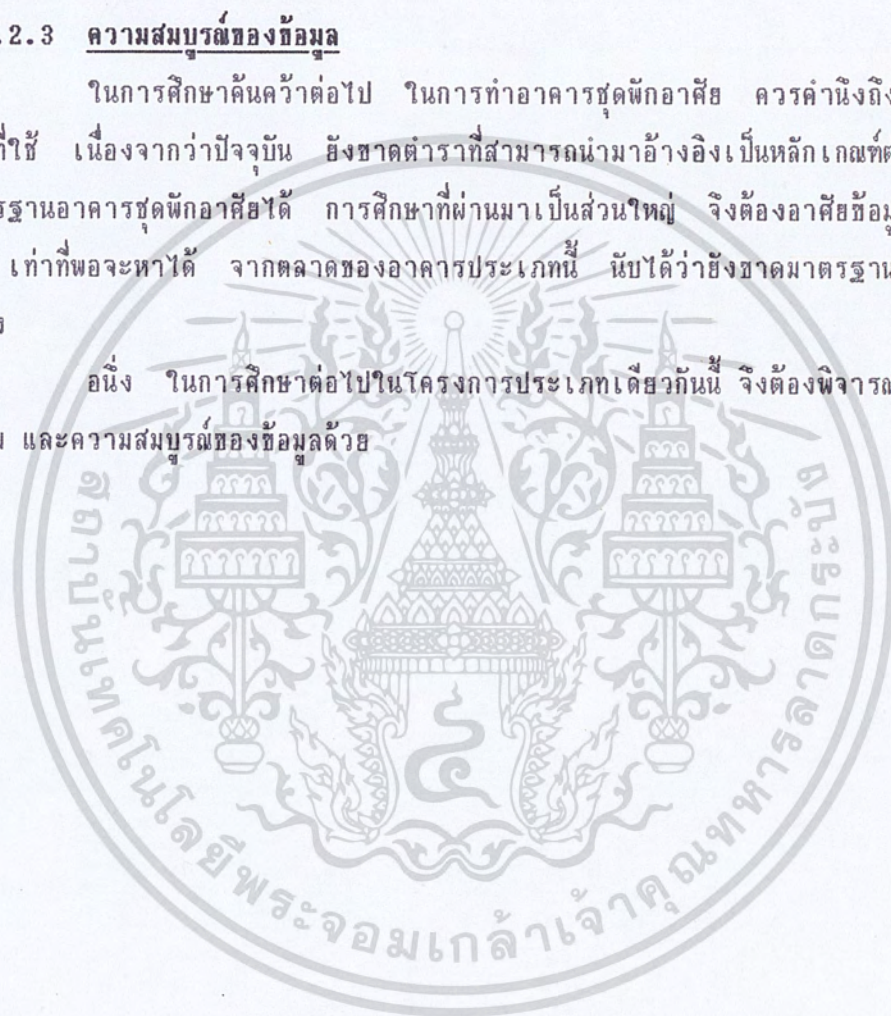 .2.3 ความสมบูรณ์ของข้อมูล
ในการศึกษาค้นคว้าต่อไป ในการทำอาคารชุดพักอาศัย ควรคำนึงถึง
ที่ใช้ เนื่องจากว่าปัจจุบัน ยังขาดตำราที่สามารถนำมาอ้างอิงเป็นหลักเกณฑ์ต
รฐานอาคารชุดพักอาศัยได้ การศึกษาที่ผ่านมาเป็นส่วนใหญ่ จึงต้องอาศัยข้อมู
เท่าที่พอจะหาได้ จากตลาดของอาคารประเภทนี้ นับได้ว่ายังขาดมาตรฐาน
ง
อนึ่ง ในการศึกษาต่อไปในโครงการประเภทเดียวกันนี้ จึงต้องพิจารณ
ม และความสมบูรณ์ของข้อมูลด้วย
สถาบันเทคโนโลยีพระจอมเกล้าเจ้าคุณทหารลาดกระบัง